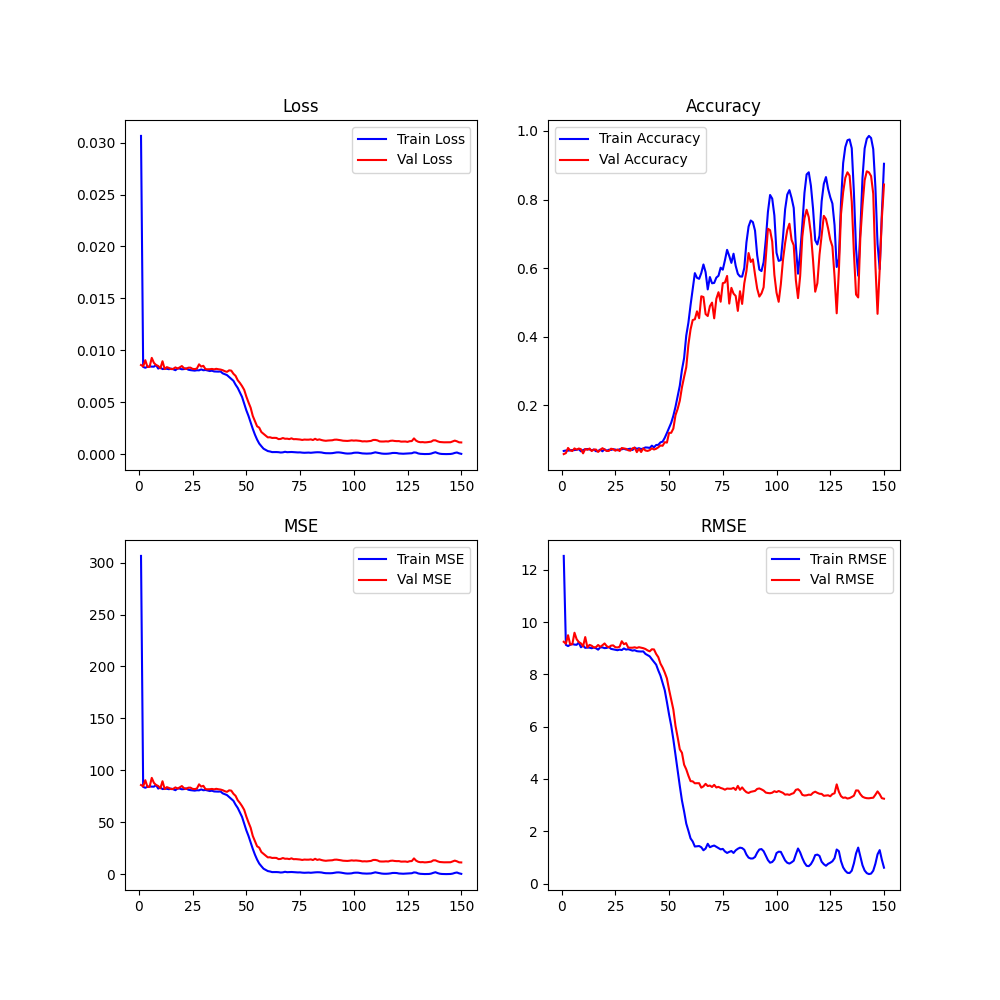 Loss
Train Loss
Val Loss
0.030
0.025
0.020
0.015
0.010
0.005
0.000
0 25 50 75 100 125 150
Accuracy
Train Accuracy
Val Accuracy
1.0
0.8
0.6
0.4
0.2
0 25 50 75 100 125 150
MSE
Train MSE
Val MSE
300
250
200
150
100
50
0
0 25 50 75 100 125 150
RMSE
Train RMSE
Val RMSE
12
10
8
6
4
2
0
0 25 50 75 100 125 150